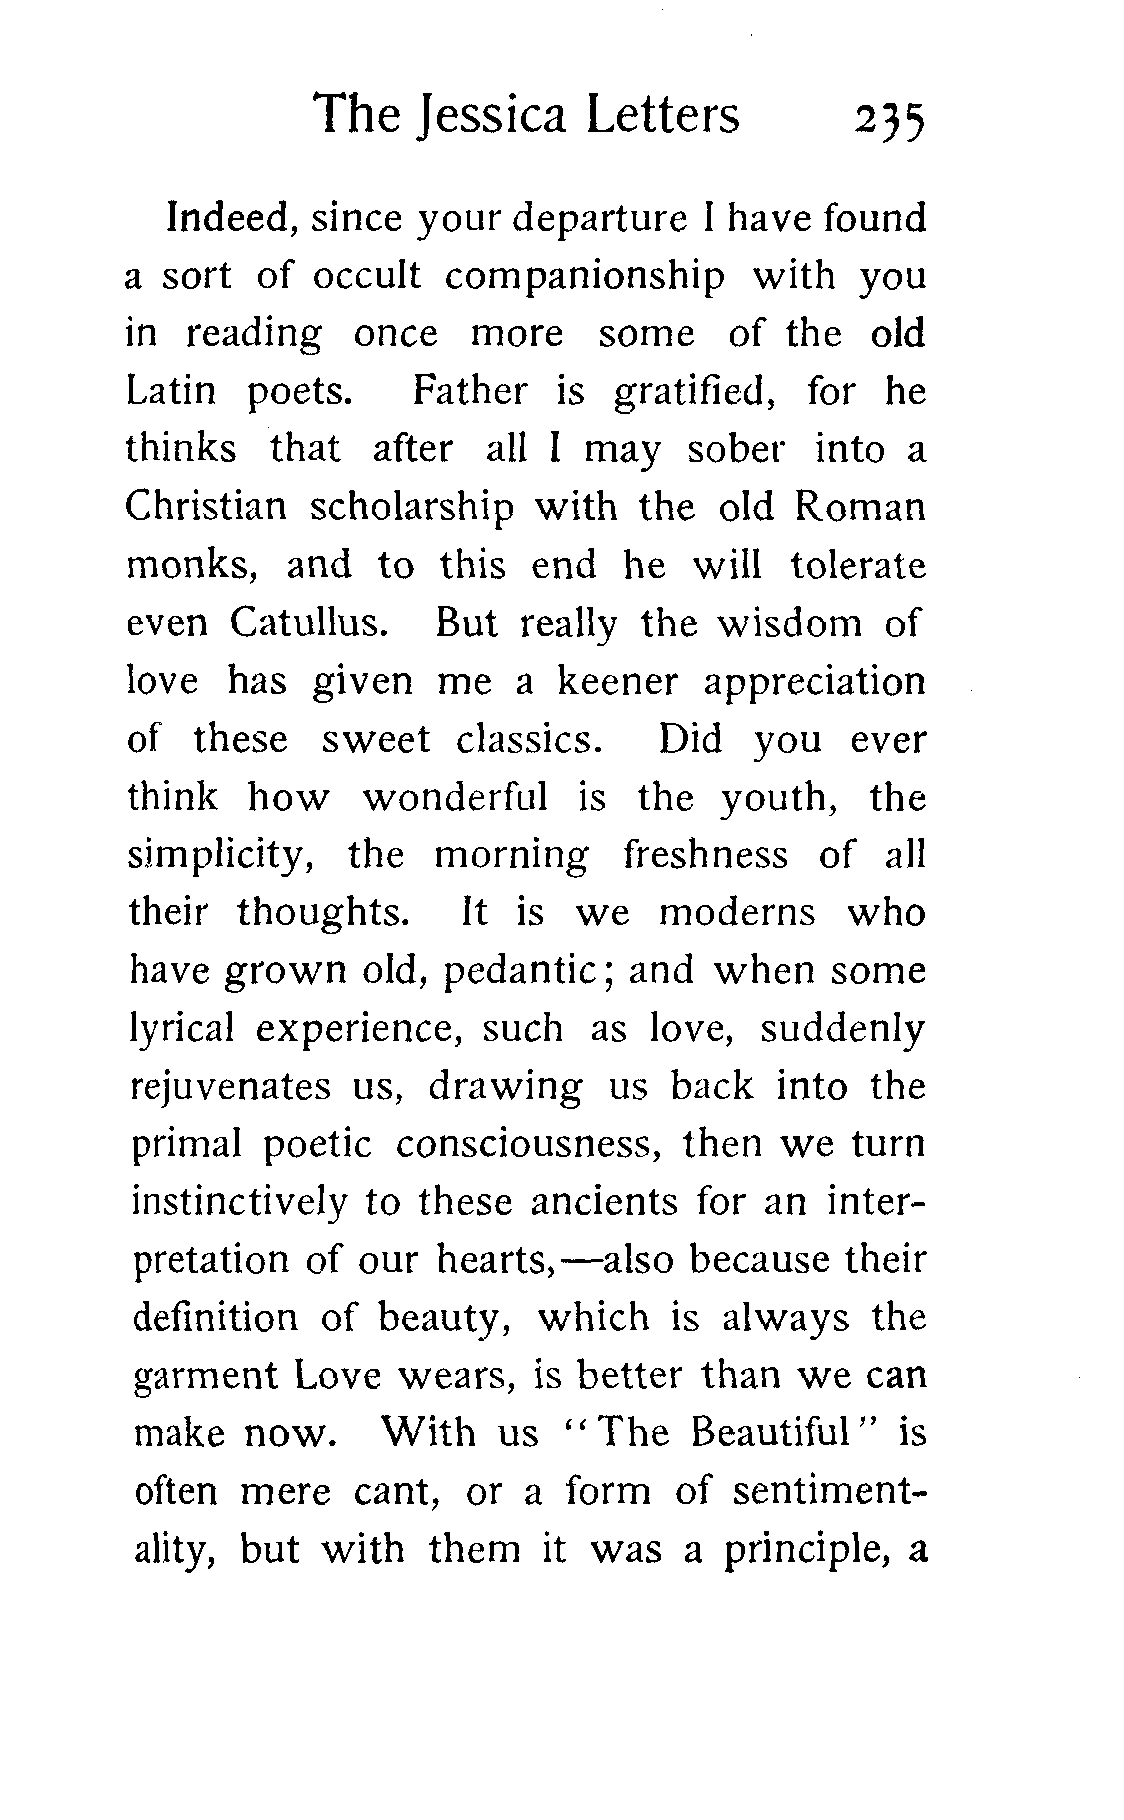 The Jessica Letters 235
Indeed, since your departure I have found
a sort of occult companionship with you
in reading once more some of the old
Latin poets. Father is gratified, for he
thinks that after all I may sober into a
Christian scholarship with the old Roman
monks, and to this end he will tolerate
even Catullus. But really the wisdom of
love has given me a keener appreciation
of these sweet classics. Did you ever
think how wonderful is the youth, the
simplicity, the morning freshness of all
their thoughts. It is we moderns who
have grown old, pedantic; and when some
lyrical experience, such as love, suddenly
rejuvenates us, drawing us back into the
primal poetic consciousness, then we turn
instinctively to these ancients for an inter-
pretation of our hearts,—also because their
definition of beauty, which is always the
garment Love wears, is better than we can
make now. With us “The Beautiful” is
often mere cant, or a form of sentiment-
ality, but with them it was a principle, a